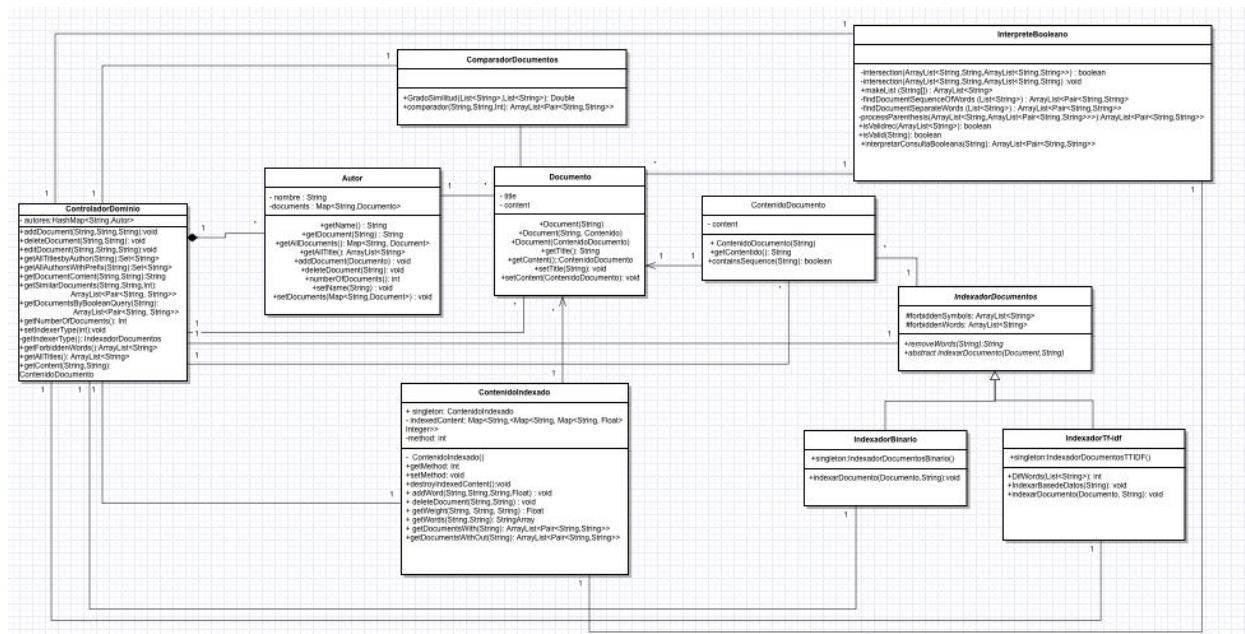 InterpreteBooleano
-intersection(ArrayList<String,String,ArrayList<String,String>>) : boolean
-intersection(ArrayList<String,String,ArrayList<String,String) :void
+makeList (String[]) : ArrayList<String>
-findDocumentSequenceOfWords (List<String>) : ArrayList<Pair<String,String>
-findDocumentSeparateWords (List<String>) : ArrayList<Pair<String,String>>
-processParenthesis(ArrayList<String,ArrayList<Pair<String,String>>>):ArrayList<Pair<String,String>>
+isValidrec(ArrayList<String>): boolean
+isValid(String): boolean
+interpretarConsultaBooleana(String): ArrayList<Pair<String,String>>
ComparadorDocumentos
+GradoSimilitud(List<String>,List<String>): Double
+comparador(String,String,Int): ArrayList<Pair<String,String>>
Autor
- nombre : String
-documents : Map<String,Documento>
+getName() : String
+getDocument(String) : String
+getAllDocuments(): Map<String, Document>
+getAllTitle(): ArrayList<String>
+addDocument(Documento) : void
+deleteDocument(String): void
+numberOfDocuments(): int
+setName(String) : void
+setDocuments(Map<String,Document>) : void
Documento
- title
- content
+Document(String)
+Document(String, Contenido)
+Document(ContenidoDocumento)
+getTitle(): String
+getContent();:ContenidoDocumento
+setTitle(String): void
+setContent(ContenidoDocumento): void
ContenidoDocumento
- content
+ ContenidoDocumento(String)
+getContentido(): String
+containsSequence(String): boolean
ControladorDominio
- autores:HashMap<String,Autor>
+addDocument(String,String,String):void
+deleteDocument(String,String): void
+editDocument(String,String,String):void
+getAllTitlesbyAuthor(String):Set<String>
+getAllAuthorsWithPrefix(String):Set<String>
+getDocumentContent(String,String):String
+getSimilarDocuments(String,String,Int):
ArrayList<Pair<String, String>>
+getDocumentsByBooleanQuery(String):
ArrayList<Pair<String, String>>
+getNumberOfDocuments(): Int
+setIndexerType(int):void
-getIndexerType(): IndexadorDocumentos
+getForbiddenWords():ArrayList<String>
+getAllTitles(): ArrayList<String>
+getContent(String,String):
ContenidoDocumento
IndexadorDocumentos
#forbiddenSymbols: ArrayList<String>
#forbiddenWords: ArrayList<String>
+removeWords(String):String
+abstract indexarDocumento(Document,String)
ContenidoIndexado
+ singleton: ContenidoIndexado
- indexedContent: Map<String,<Map<String, Map<String, Float>
Integer>>
-method: int
- ContenidoIndexado()
+getMethod: Int
+setMethod: void
+destroyIndexedContent():void
+ addWord(String,String,String,Float) : void
+ deleteDocument(String,String) : void
+ getWeight(String, String, String) : Float
+ getWords(String,String): StringArray
+ getDocumentsWith(String): ArrayList<Pair<String,String>>
+getDocumentsWithOut(String): ArrayList<Pair<String,String>>
IndexadorBinario
+singleton:IndexadorDocumentosBinario()
+indexarDocumento(Documento,String):void
IndexadorTf-idf
+singleton:IndexadorDocumentosTTIDF()
+DifWords(List<String>): int
+IndexarBasedeDatos(String): void
+indexarDocumento(Documento, String): void